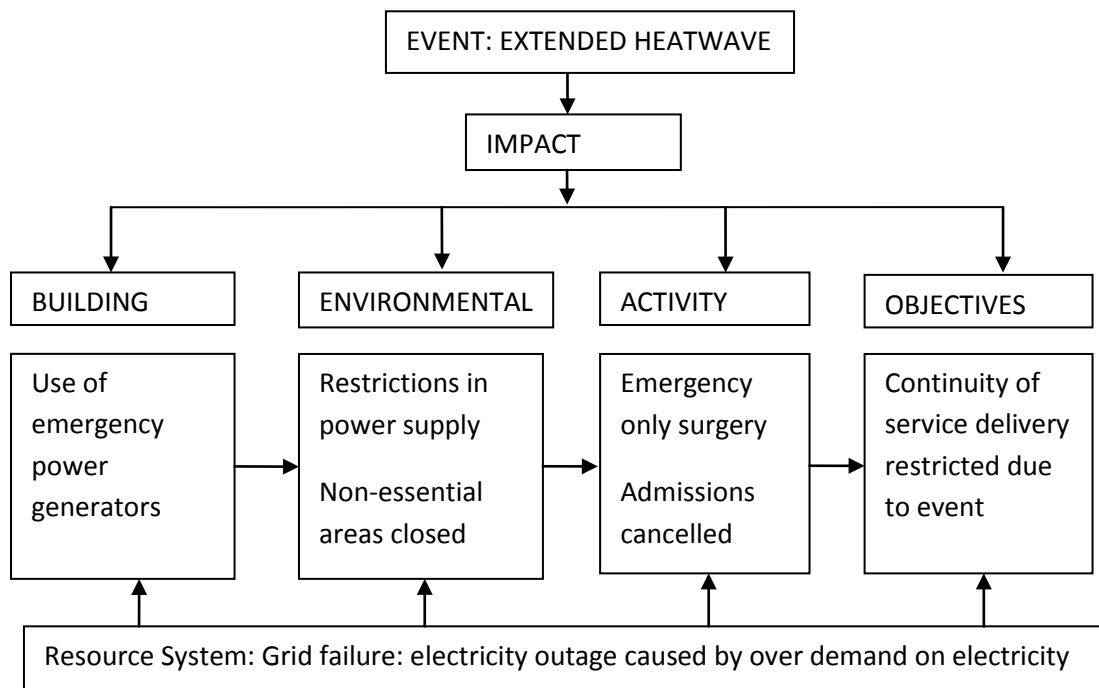 EVENT: EXTENDED HEATWAVE
IMPACT
BUILDING
ENVIRONMENTAL
ACTIVITY
OBJECTIVES
Use of
emergency
power
generators
Restrictions in
power supply
Non-essential
areas closed
Emergency
only surgery
Admissions
cancelled
Continuity of
service delivery
restricted due
to event
Resource System: Grid failure: electricity outage caused by over demand on electricity